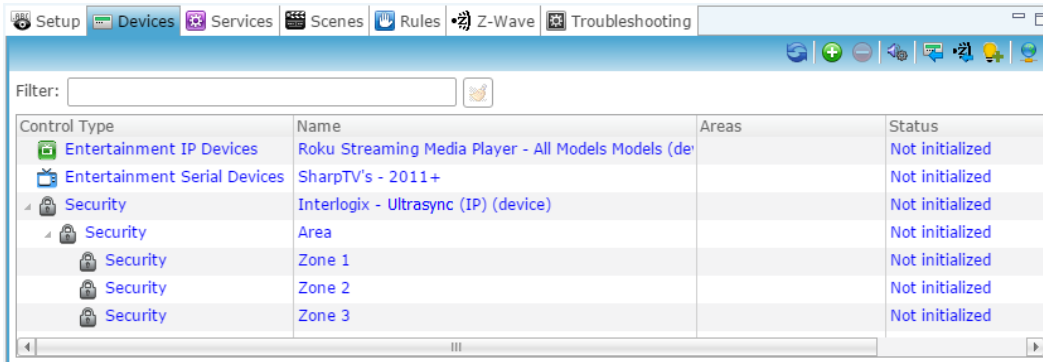 Setup Devices Services Scenes Rules Z-Wave Troubleshooting
Filter:
Control Type Name Areas Status
Entertainment IP Devices Roku Streaming Media Player - All Models Models (de Not initialized
Entertainment Serial Devices SharpTV's - 2011+ Not initialized
Security Interlogix - Ultrasync (IP) (device) Not initialized
Security Area Not initialized
Security Zone 1 Not initialized
Security Zone 2 Not initialized
Security Zone 3 Not initialized